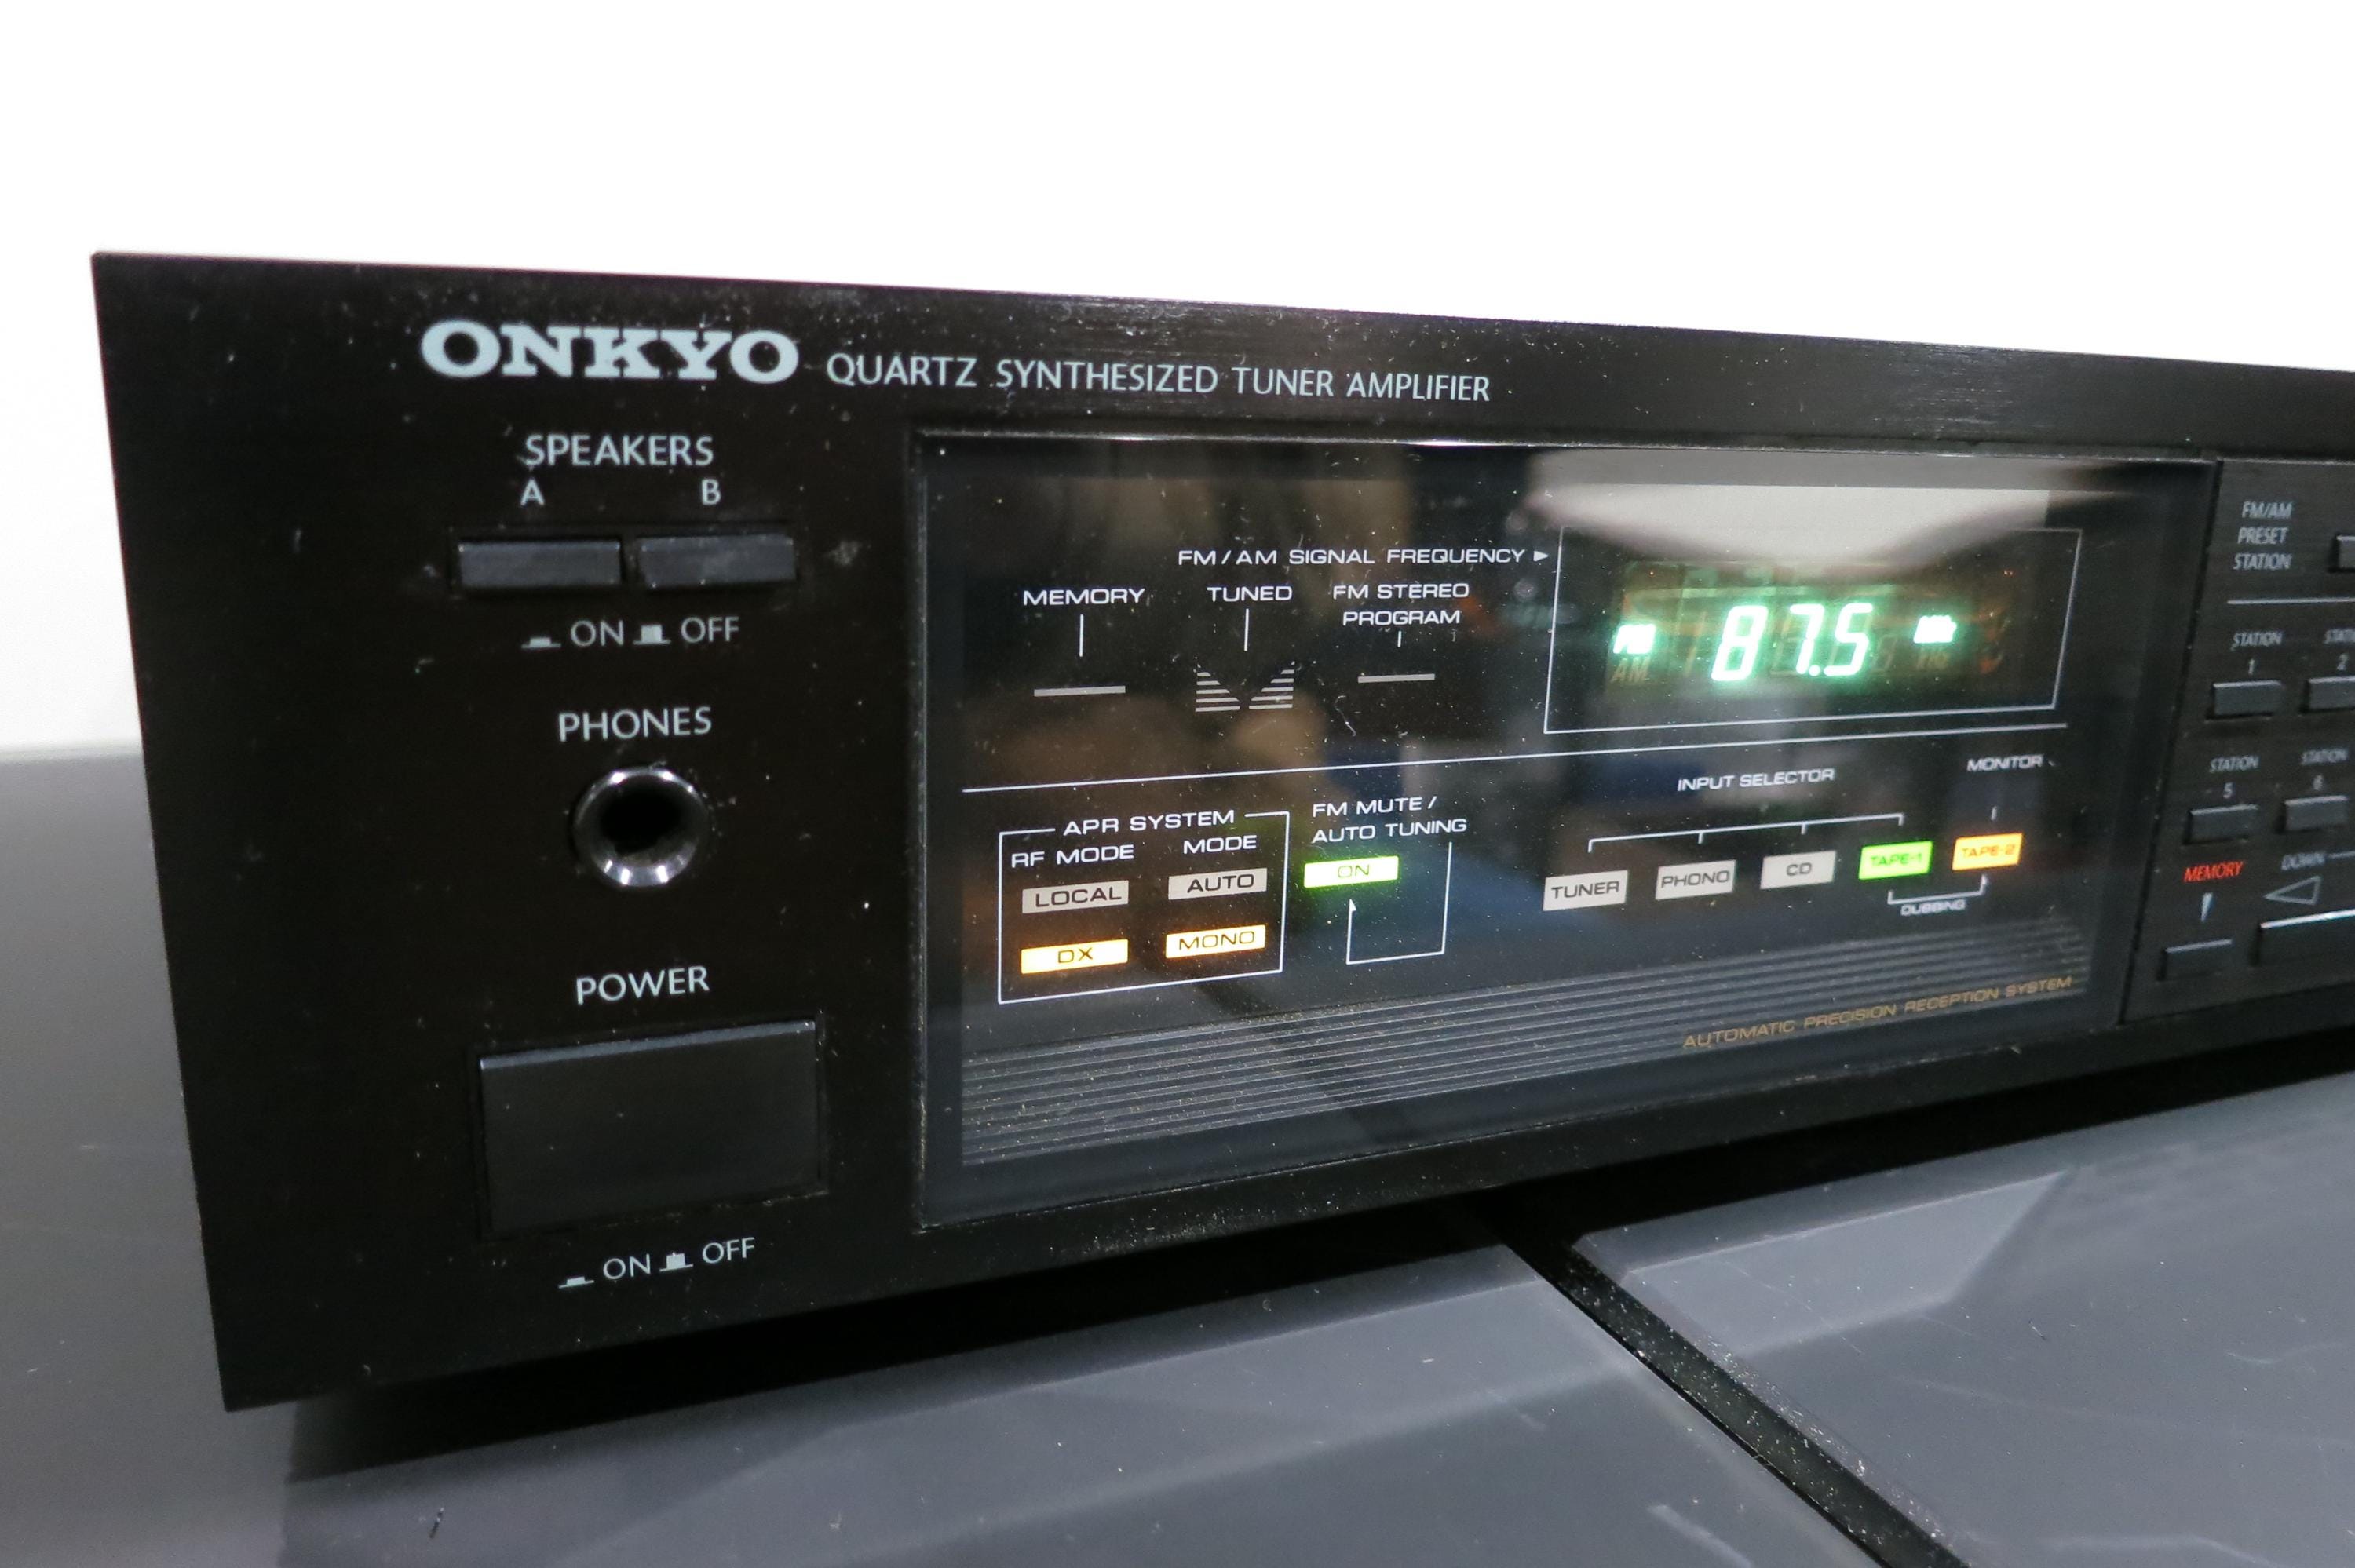 ONKYO QUARTZ SYNTHESIZED TUNER AMPLIFIER
SPEAKERS
A B
ON OFF
PHONES
POWER
ON OFF
FM/AM SIGNAL FREQUENCY
MEMORY TUNED FM STEREO
PROGRAM
FM 87.5 MHz
AM
APR SYSTEM
RF MODE MODE
LOCAL AUTO
DX MONO
FM MUTE /
AUTO TUNING
ON
INPUT SELECTOR MONITOR
TUNER PHONO CD TAPE-1 TAPE-2
DUBBING
AUTOMATIC PRECISION RECEPTION SYSTEM
FM/AM
PRESET
STATION
STATION
1 2
STATION STATION
5 6
MEMORY DOWN